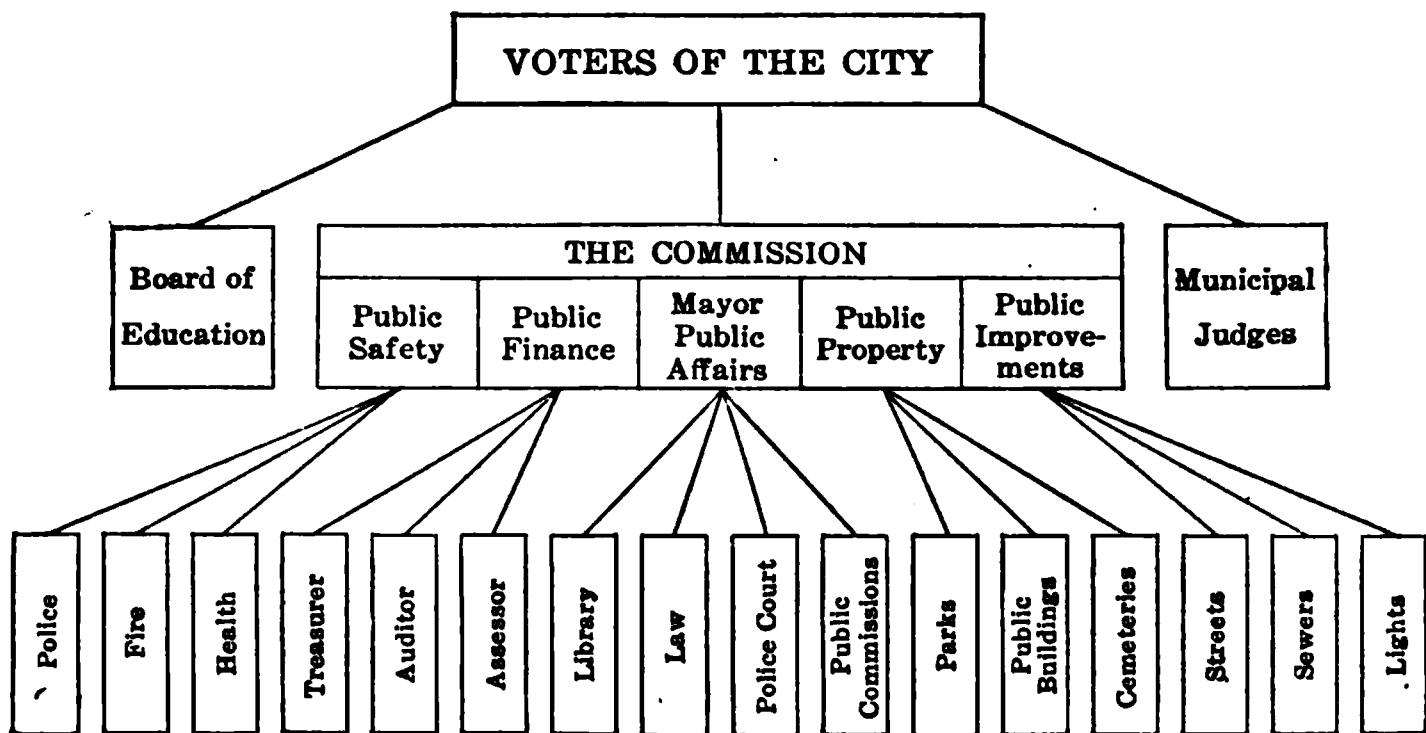 VOTERS OF THE CITY
Board of
Education
THE COMMISSION
Public
Safety
Public
Finance
Mayor
Public
Affairs
Public
Property
Public
Improve-
ments
Municipal
Judges
Police
Fire
Health
Treasurer
Auditor
Assessor
Library
Law
Police Court
Public
Commissions
Parks
Public
Buildings
Cemeteries
Streets
Sewers
Lights